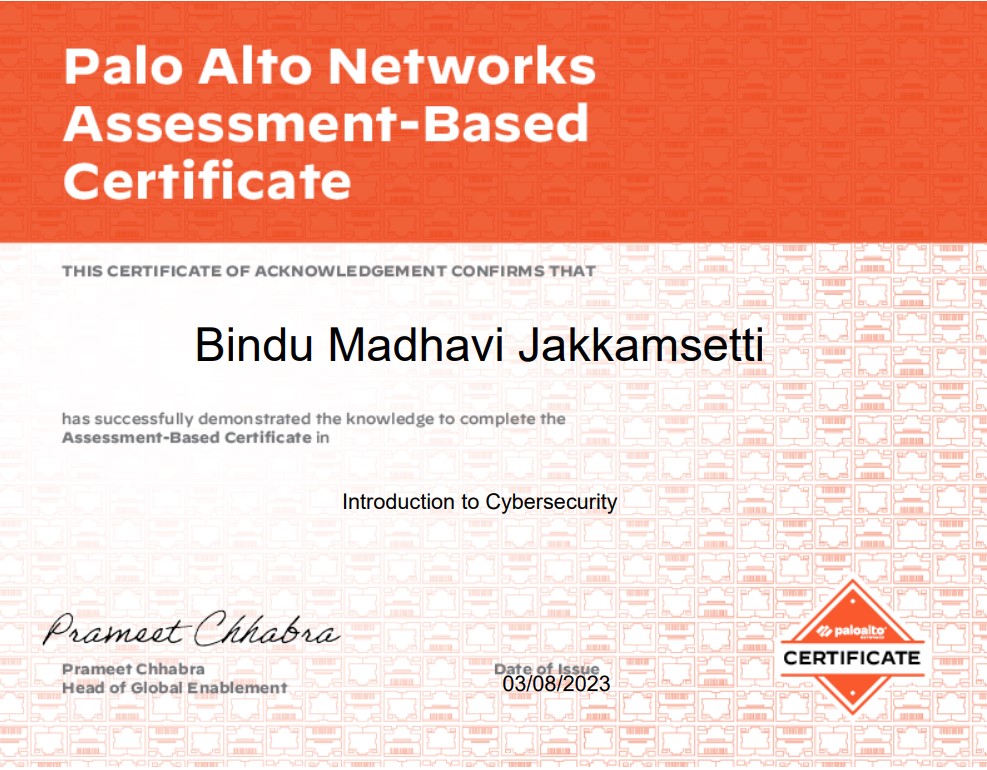 Palo Alto Networks
Assessment-Based
Certificate
THIS CERTIFICATE OF ACKNOWLEDGEMENT CONFIRMS THAT
Bindu Madhavi Jakkamsetti
has successfully demonstrated the knowledge to complete the
Assessment-Based Certificate in
Introduction to Cybersecurity
Prameet Chhabra
Prameet Chhabra
Head of Global Enablement
Date of Issue
03/08/2023
paloalto
NETWORKS
CERTIFICATE